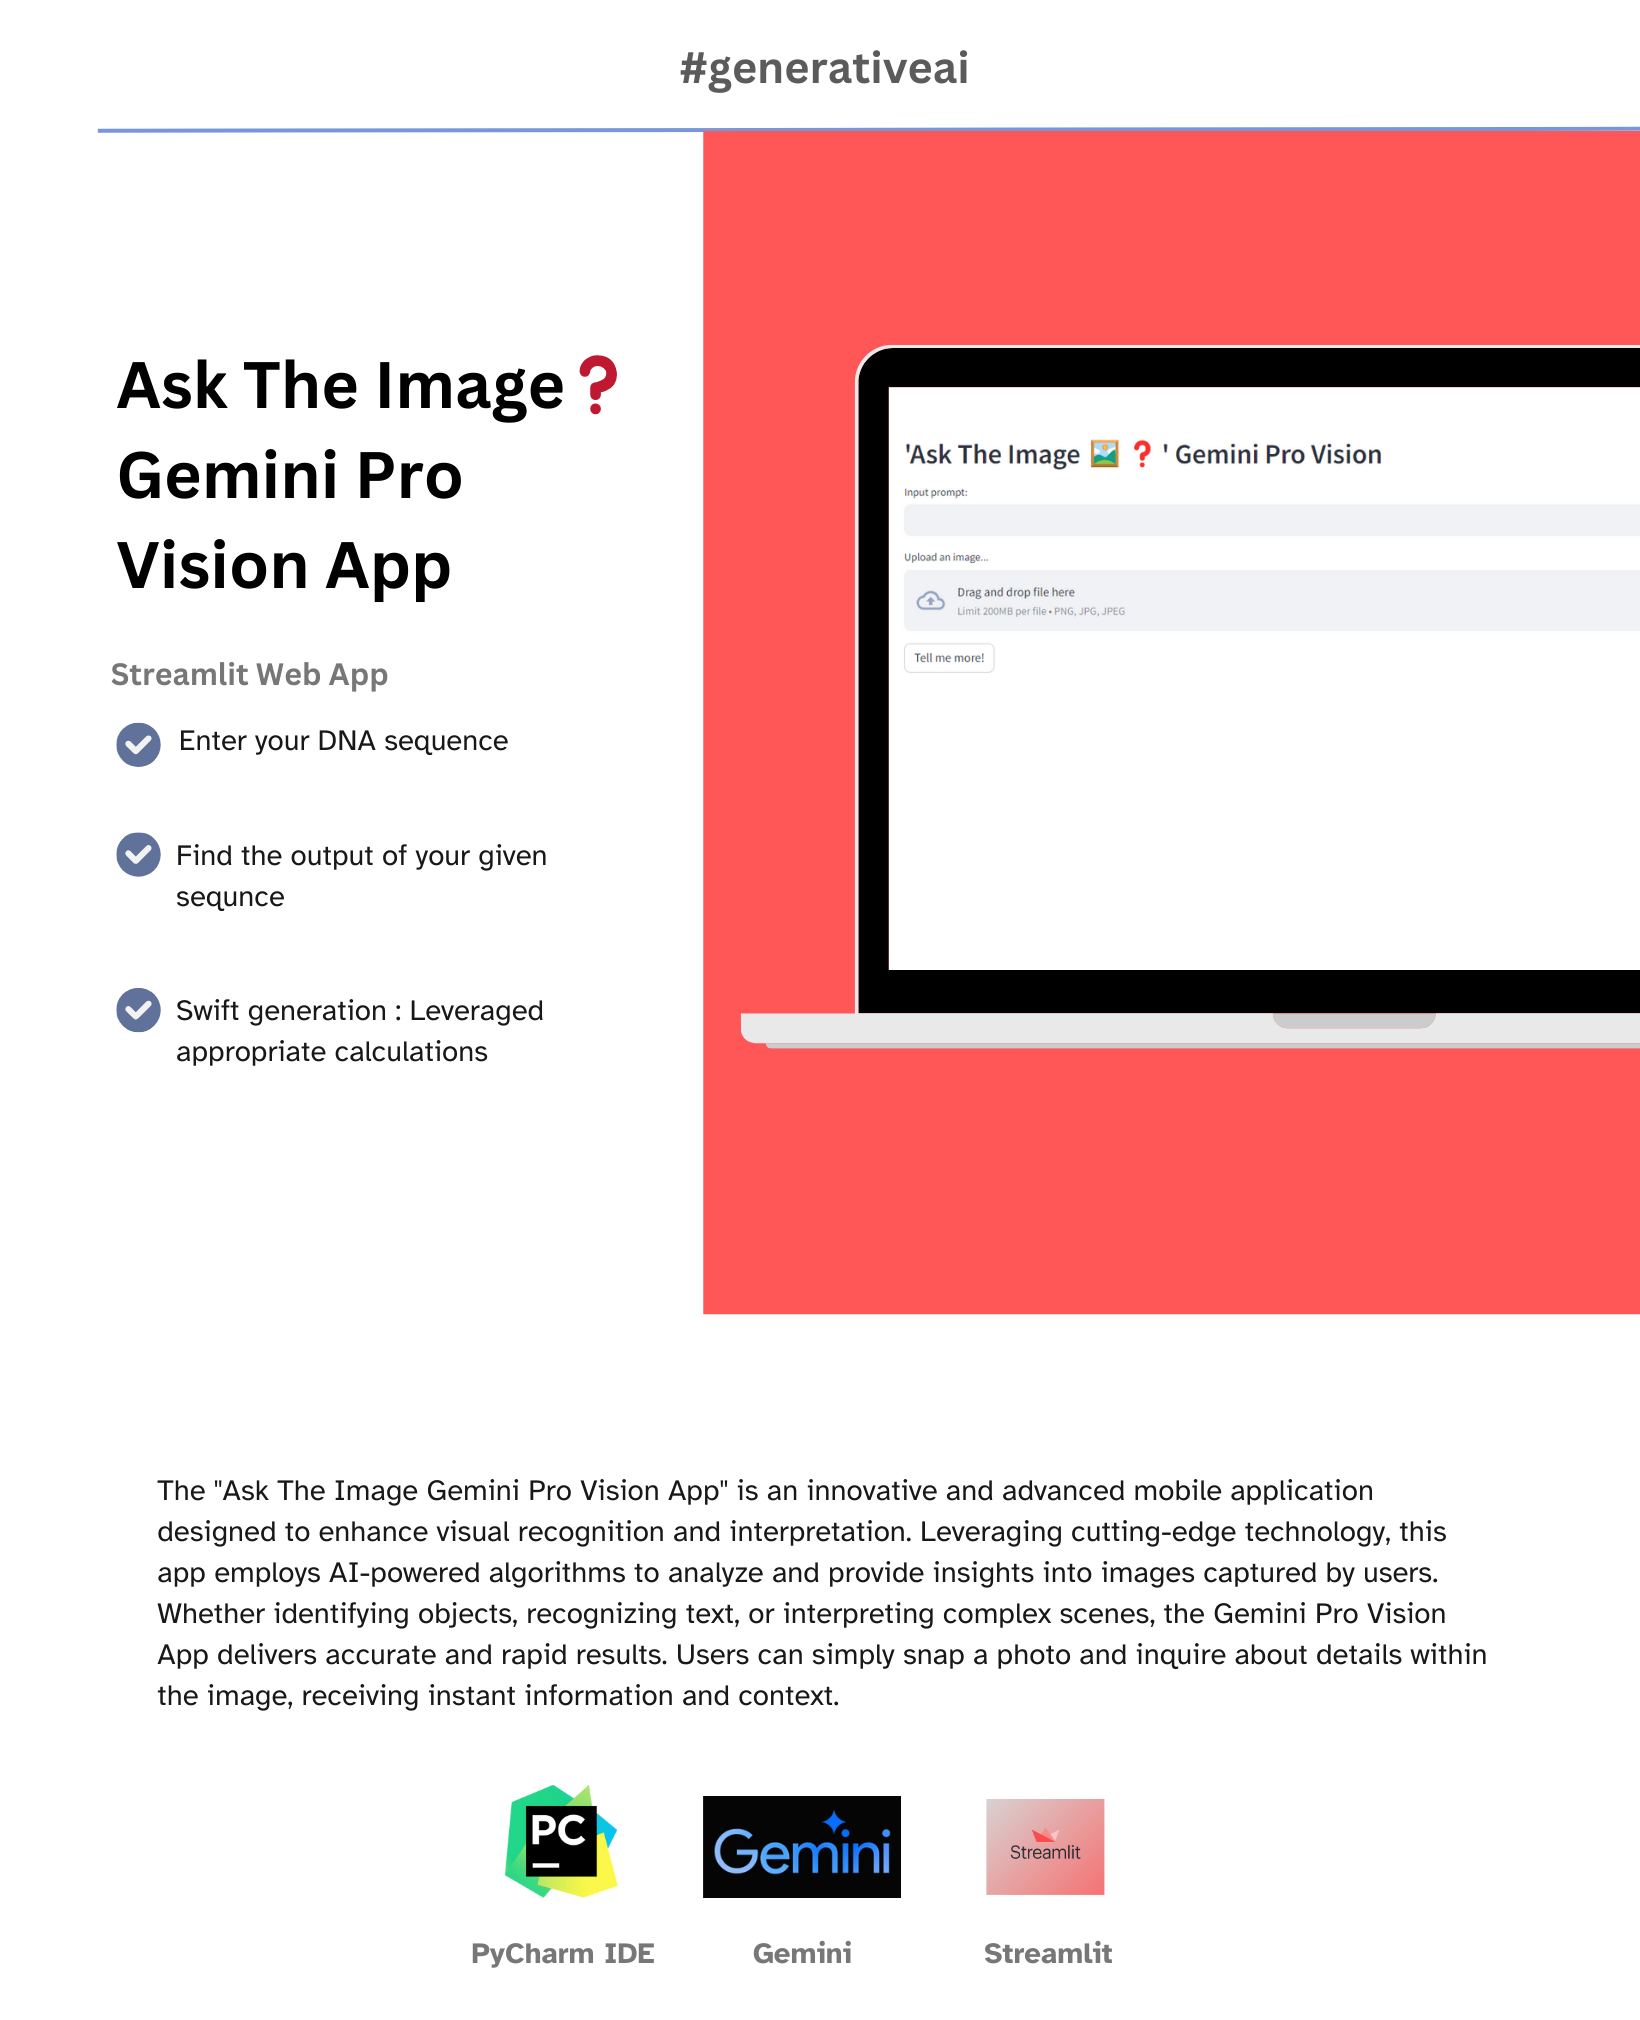 #generativeai
Ask The Image❓
Gemini Pro
Vision App
Streamlit Web App
Enter your DNA sequence
Find the output of your given
sequnce
Swift generation : Leveraged
appropriate calculations
'Ask The Image 🖼️ ❓ ' Gemini Pro Vision
Input prompt:
Upload an image...
Drag and drop file here
Limit 200MB per file • PNG, JPG, JPEG
Tell me more!
The "Ask The Image Gemini Pro Vision App" is an innovative and advanced mobile application
designed to enhance visual recognition and interpretation. Leveraging cutting-edge technology, this
app employs AI-powered algorithms to analyze and provide insights into images captured by users.
Whether identifying objects, recognizing text, or interpreting complex scenes, the Gemini Pro Vision
App delivers accurate and rapid results. Users can simply snap a photo and inquire about details within
the image, receiving instant information and context.
PC
Gemini
Streamlit
PyCharm IDE
Gemini
Streamlit